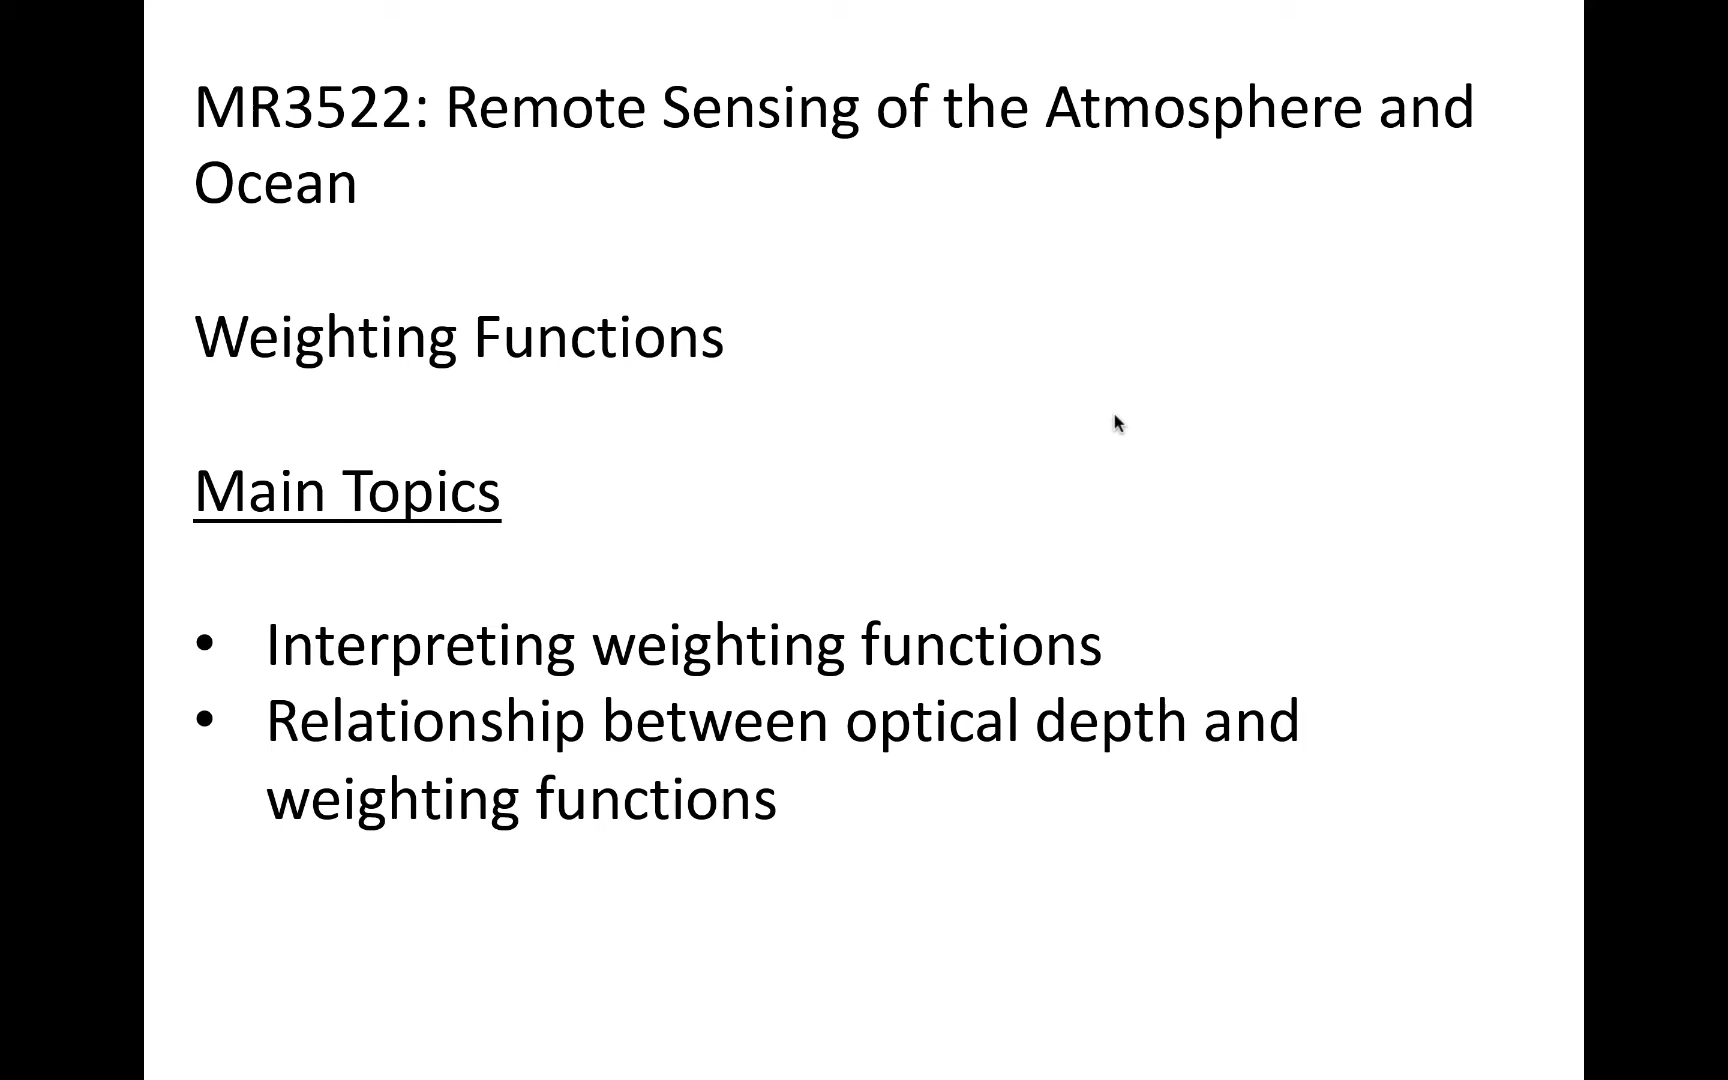 MR3522: Remote Sensing of the Atmosphere and
Ocean
Weighting Functions
Main Topics
• Interpreting weighting functions
• Relationship between optical depth and
weighting functions